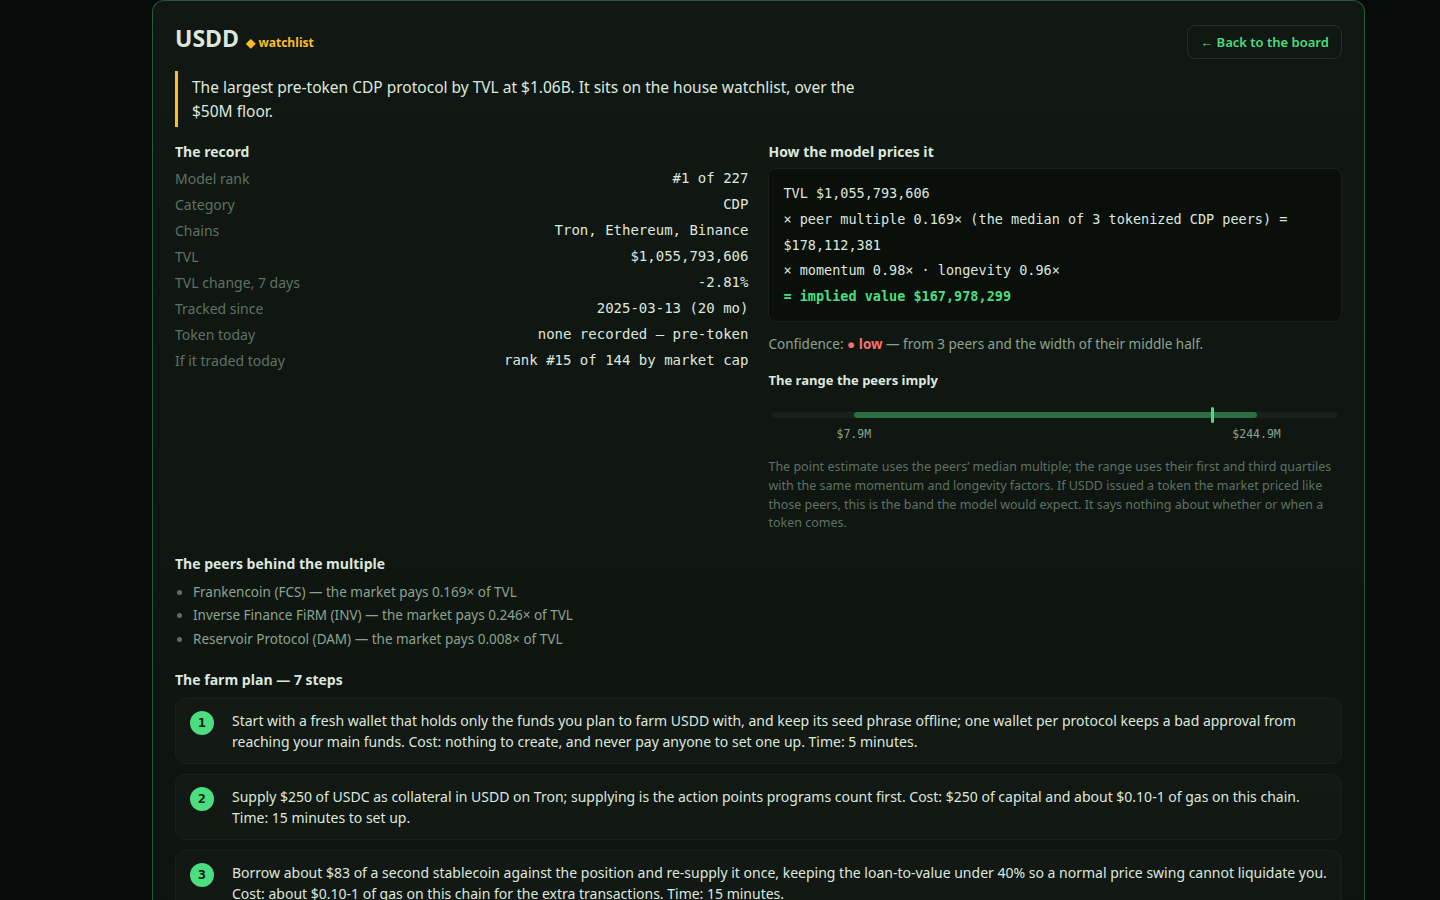 USDD ◆ watchlist
← Back to the board
The largest pre-token CDP protocol by TVL at $1.06B. It sits on the house watchlist, over the
$50M floor.
The record
Model rank #1 of 227
Category CDP
Chains Tron, Ethereum, Binance
TVL $1,055,793,606
TVL change, 7 days -2.81%
Tracked since 2025-03-13 (20 mo)
Token today none recorded — pre-token
If it traded today rank #15 of 144 by market cap
How the model prices it
TVL $1,055,793,606
× peer multiple 0.169× (the median of 3 tokenized CDP peers) =
$178,112,381
× momentum 0.98× · longevity 0.96×
= implied value $167,978,299
Confidence: ● low — from 3 peers and the width of their middle half.
The range the peers imply
$7.9M $244.9M
The point estimate uses the peers’ median multiple; the range uses their first and third quartiles
with the same momentum and longevity factors. If USDD issued a token the market priced like
those peers, this is the band the model would expect. It says nothing about whether or when a
token comes.
The peers behind the multiple
• Frankencoin (FCS) — the market pays 0.169× of TVL
• Inverse Finance FiRM (INV) — the market pays 0.246× of TVL
• Reservoir Protocol (DAM) — the market pays 0.008× of TVL
The farm plan — 7 steps
1 Start with a fresh wallet that holds only the funds you plan to farm USDD with, and keep its seed phrase offline; one wallet per protocol keeps a bad approval from
reaching your main funds. Cost: nothing to create, and never pay anyone to set one up. Time: 5 minutes.
2 Supply $250 of USDC as collateral in USDD on Tron; supplying is the action points programs count first. Cost: $250 of capital and about $0.10-1 of gas on this chain.
Time: 15 minutes to set up.
3 Borrow about $83 of a second stablecoin against the position and re-supply it once, keeping the loan-to-value under 40% so a normal price swing cannot liquidate you.
Cost: about $0.10-1 of gas on this chain for the extra transactions. Time: 15 minutes.